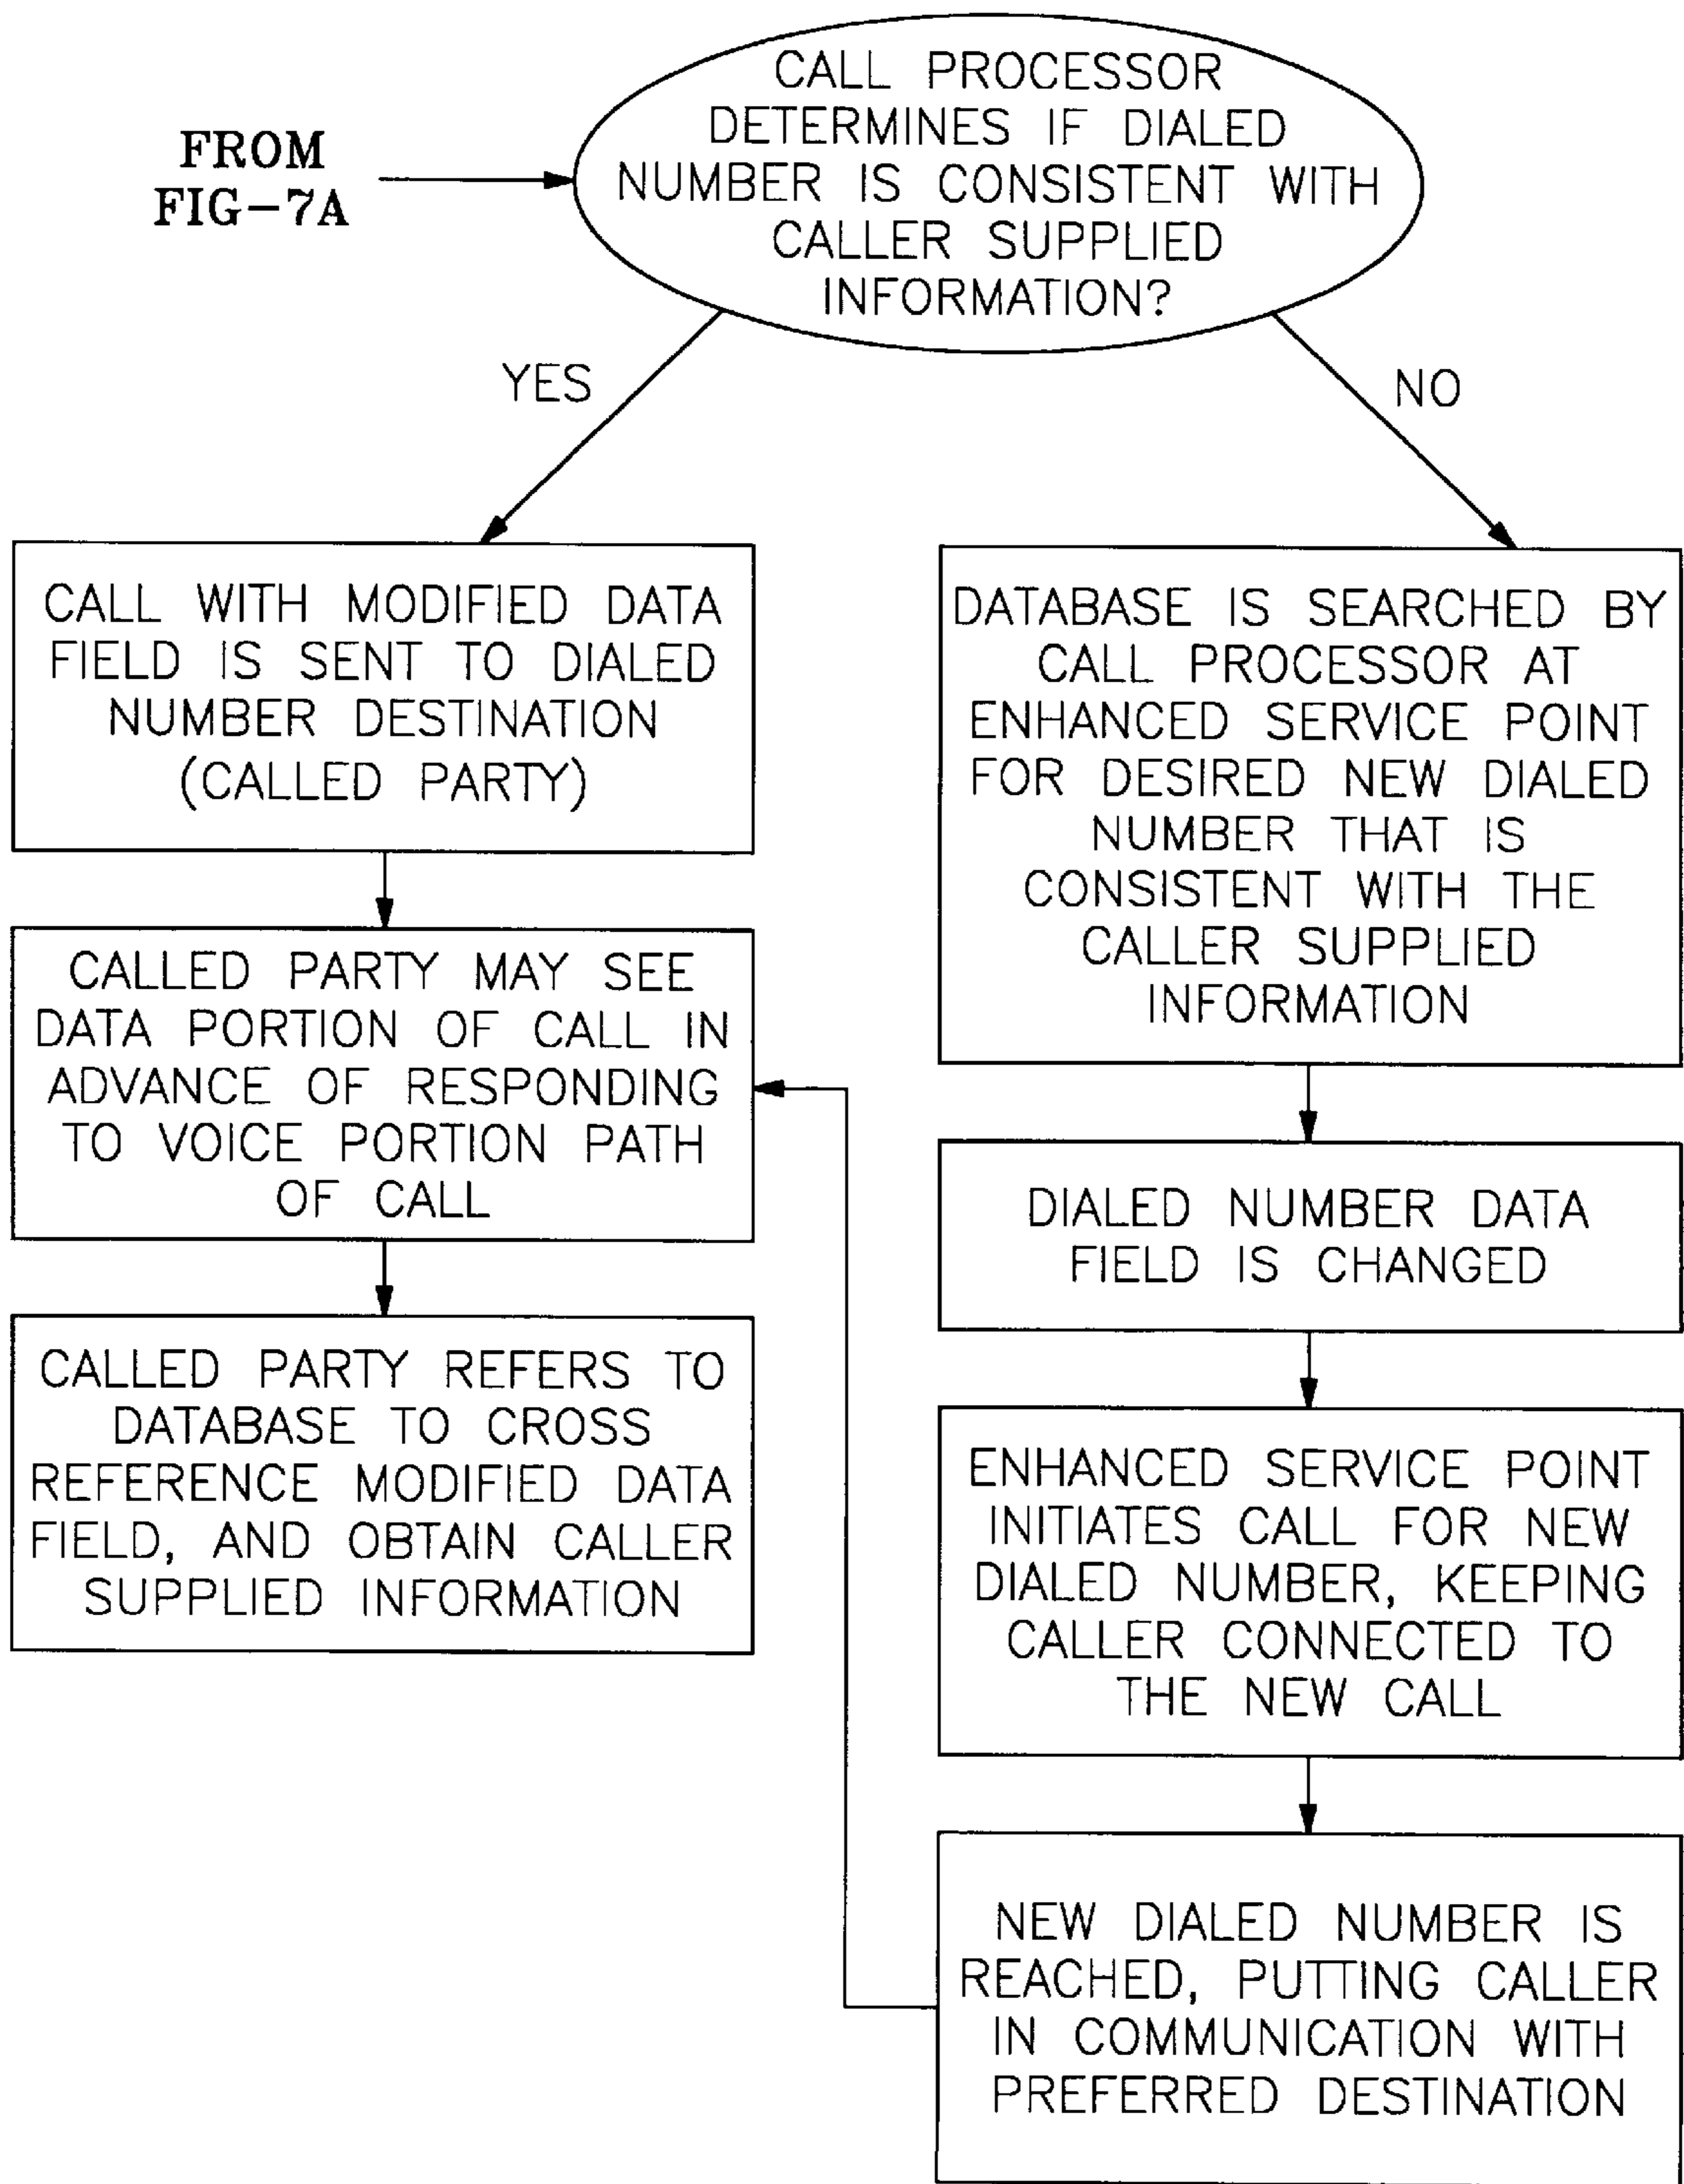 CALL PROCESSOR
DETERMINES IF DIALED
NUMBER IS CONSISTENT WITH
CALLER SUPPLIED
INFORMATION?
FROM
FIG-7A
YES
NO
CALL WITH MODIFIED DATA
FIELD IS SENT TO DIALED
NUMBER DESTINATION
(CALLED PARTY)
CALLED PARTY MAY SEE
DATA PORTION OF CALL IN
ADVANCE OF RESPONDING
TO VOICE PORTION PATH
OF CALL
CALLED PARTY REFERS TO
DATABASE TO CROSS
REFERENCE MODIFIED DATA
FIELD, AND OBTAIN CALLER
SUPPLIED INFORMATION
DATABASE IS SEARCHED BY
CALL PROCESSOR AT
ENHANCED SERVICE POINT
FOR DESIRED NEW DIALED
NUMBER THAT IS
CONSISTENT WITH THE
CALLER SUPPLIED
INFORMATION
DIALED NUMBER DATA
FIELD IS CHANGED
ENHANCED SERVICE POINT
INITIATES CALL FOR NEW
DIALED NUMBER, KEEPING
CALLER CONNECTED TO
THE NEW CALL
NEW DIALED NUMBER IS
REACHED, PUTTING CALLER
IN COMMUNICATION WITH
PREFERRED DESTINATION